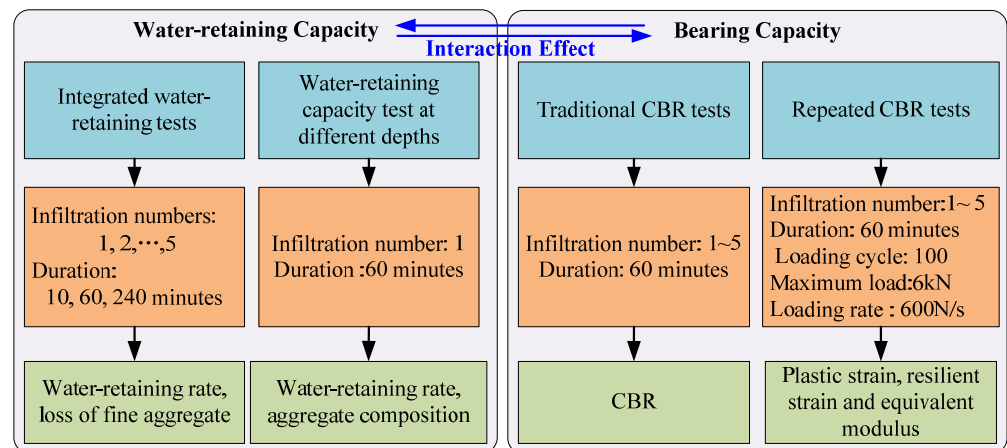 Water-retaining Capacity
Interaction Effect
Bearing Capacity
Integrated water-
retaining tests
Water-retaining
capacity test at
different depths
Traditional CBR tests
Repeated CBR tests
Infiltration numbers:
1, 2,⋯,5
Duration:
10, 60, 240 minutes
Infiltration number: 1
Duration :60 minutes
Infiltration number: 1~5
Duration: 60 minutes
Infiltration number:1~ 5
Duration: 60 minutes
Loading cycle: 100
Maximum load:6kN
Loading rate : 600N/s
Water-retaining rate,
loss of fine aggregate
Water-retaining rate,
aggregate composition
CBR
Plastic strain, resilient
strain and equivalent
modulus